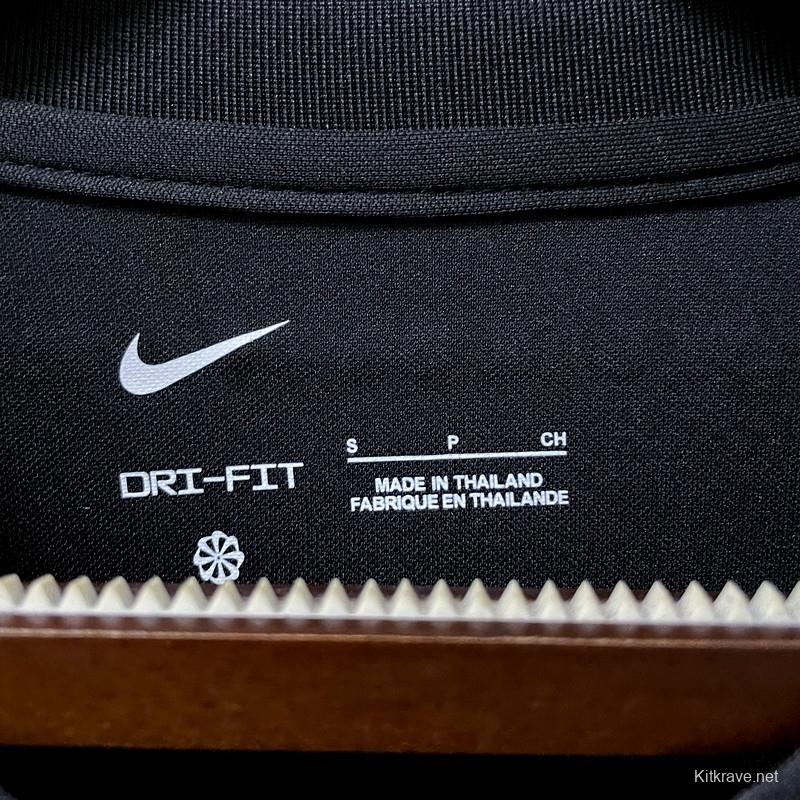 DRI-FIT
S P CH
MADE IN THAILAND
FABRIQUE EN THAILANDE
Kitkrave.net